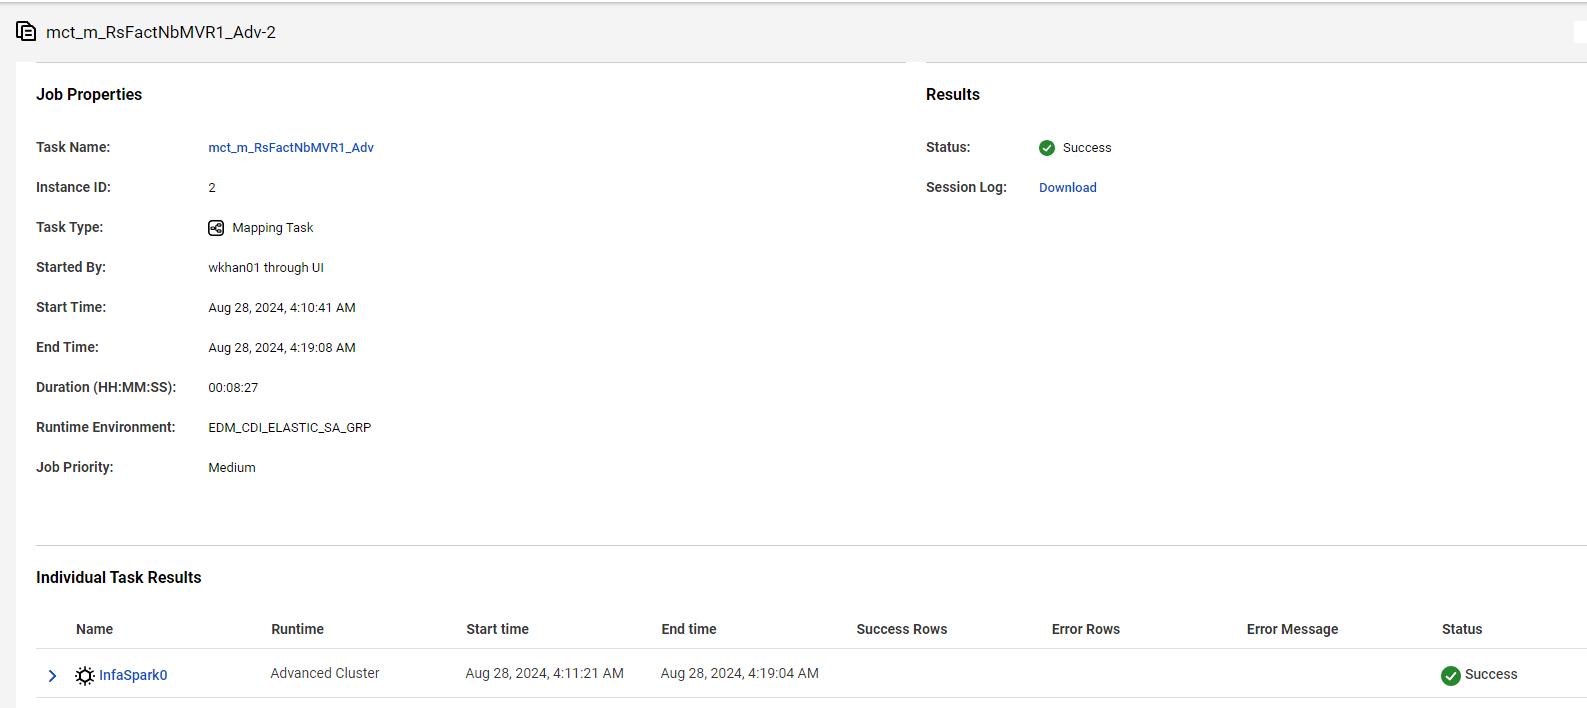 mct_m_RsFactNbMVR1_Adv-2
Job Properties
Task Name: mct_m_RsFactNbMVR1_Adv
Instance ID: 2
Task Type: Mapping Task
Started By: wkhan01 through UI
Start Time: Aug 28, 2024, 4:10:41 AM
End Time: Aug 28, 2024, 4:19:08 AM
Duration (HH:MM:SS): 00:08:27
Runtime Environment: EDM_CDI_ELASTIC_SA_GRP
Job Priority: Medium
Results
Status: Success
Session Log: Download
Individual Task Results
Name Runtime Start time End time Success Rows Error Rows Error Message Status
InfaSpark0 Advanced Cluster Aug 28, 2024, 4:11:21 AM Aug 28, 2024, 4:19:04 AM Success